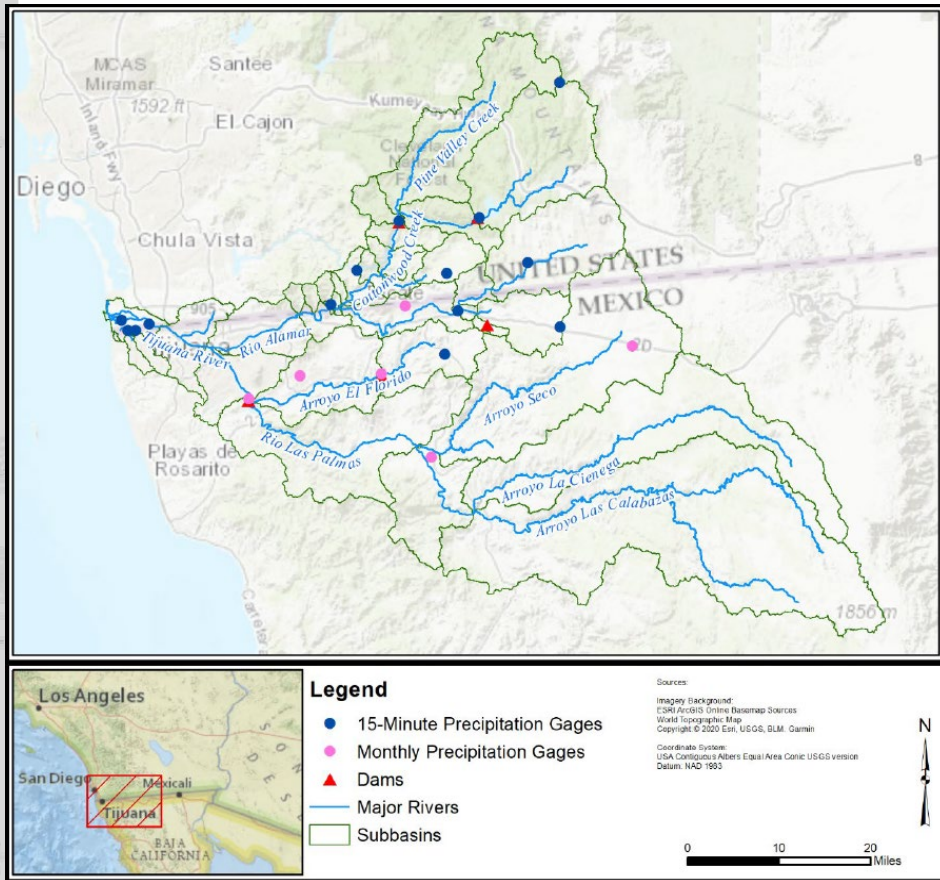 MCAS
Miramar
Santee
1592 ft
El Cajon
Inland Fwy
Diego
Chula Vista
Pine Valley Creek
Cottonwood Creek
8
UNITED STATES
MEXICO
905
Rio Alamar
Tijuana River
Arroyo El Florido
Arroyo Seco
2D
Rio Las Palmas
Playas de
Rosarito
Arroyo La Cienega
Arroyo Las Calabazas
1856 m
Los Angeles
San Diego
Mexicali
Tijuana
BAJA
CALIFORNIA
Legend
15-Minute Precipitation Gages
Monthly Precipitation Gages
Dams
Major Rivers
Subbasins
Sources:
Imagery Background:
ESRI ArcGIS Online Basemap Sources
World Topographic Map
Copyright © 2020 Esri, USGS, BLM, Garmin
Coordinate System:
USA Contiguous Albers Equal Area Conic USGS version
Datum: NAD 1983
N
0 10 20
Miles